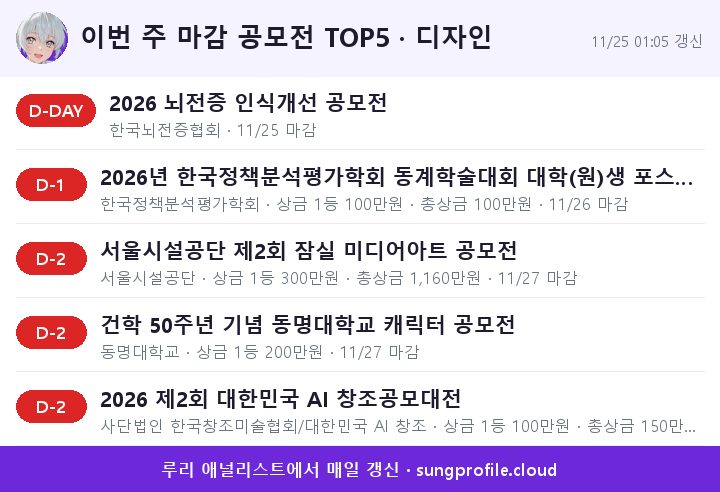 이번 주 마감 공모전 TOP5 · 디자인
11/25 01:05 갱신
D-DAY
2026 뇌전증 인식개선 공모전
한국뇌전증협회 · 11/25 마감
D-1
2026년 한국정책분석평가학회 동계학술대회 대학(원)생 포스...
한국정책분석평가학회 · 상금 1등 100만원 · 총상금 100만원 · 11/26 마감
D-2
서울시설공단 제2회 잠실 미디어아트 공모전
서울시설공단 · 상금 1등 300만원 · 총상금 1,160만원 · 11/27 마감
D-2
건학 50주년 기념 동명대학교 캐릭터 공모전
동명대학교 · 상금 1등 200만원 · 11/27 마감
D-2
2026 제2회 대한민국 AI 창조공모대전
사단법인 한국창조미술협회/대한민국 AI 창조 · 상금 1등 100만원 · 총상금 150만...
루리 애널리스트에서 매일 갱신 · sungprofile.cloud